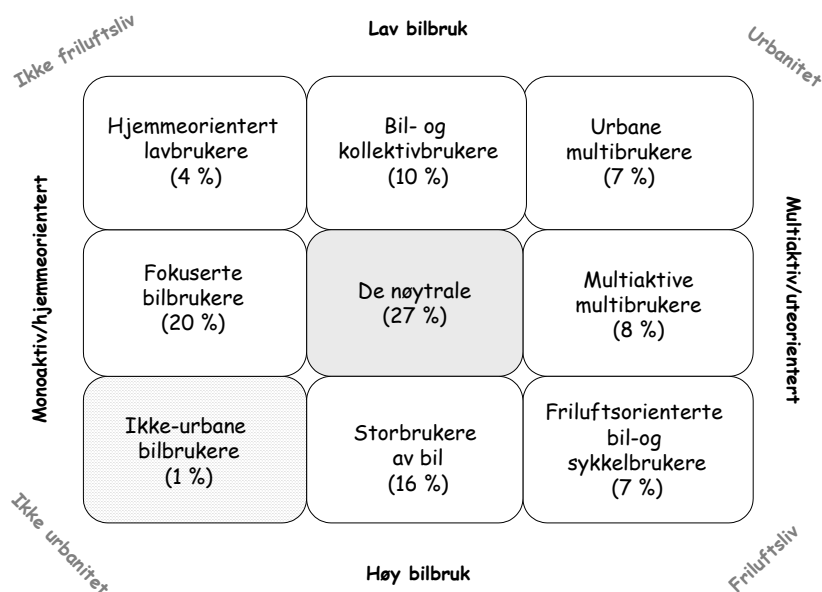 Lav bilbruk
Ikke friluftsliv
Urbanitet
Hjemmeorientert
lavbrukere
(4 %)
Bil- og
kollektivbrukere
(10 %)
Urbane
multibrukere
(7 %)
Monoaktiv/hjemmeorientert
Fokuserte
bilbrukere
(20 %)
De nøytrale
(27 %)
Multiaktive
multibrukere
(8 %)
Multiaktiv/uteorientert
Ikke-urbane
bilbrukere
(1 %)
Storbrukere
av bil
(16 %)
Friluftsorienterte
bil-og
sykkelbrukere
(7 %)
Ikke urbanitet
Høy bilbruk
Friluftsliv